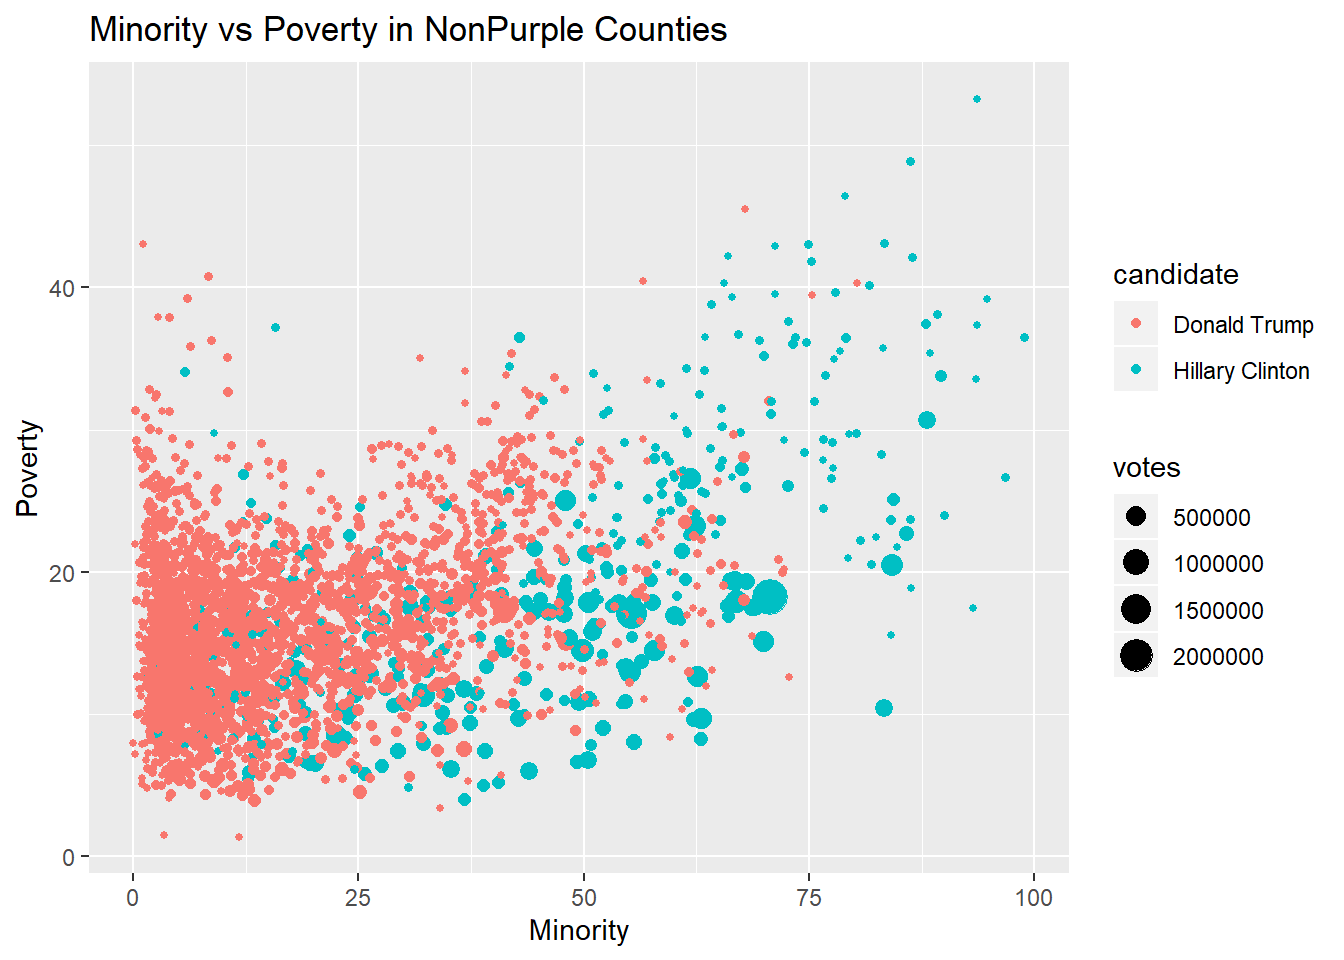 Minority vs Poverty in NonPurple Counties
Poverty
40
20
0
0
25
50
75
100
Minority
candidate
Donald Trump
Hillary Clinton
votes
500000
1000000
1500000
2000000